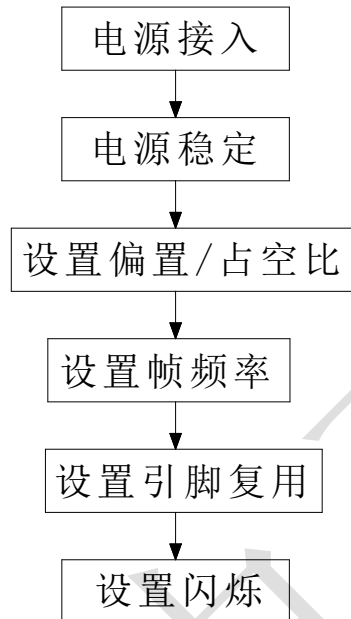 电源接入
电源稳定
设置偏置/占空比
设置帧频率
设置引脚复用
设置闪烁